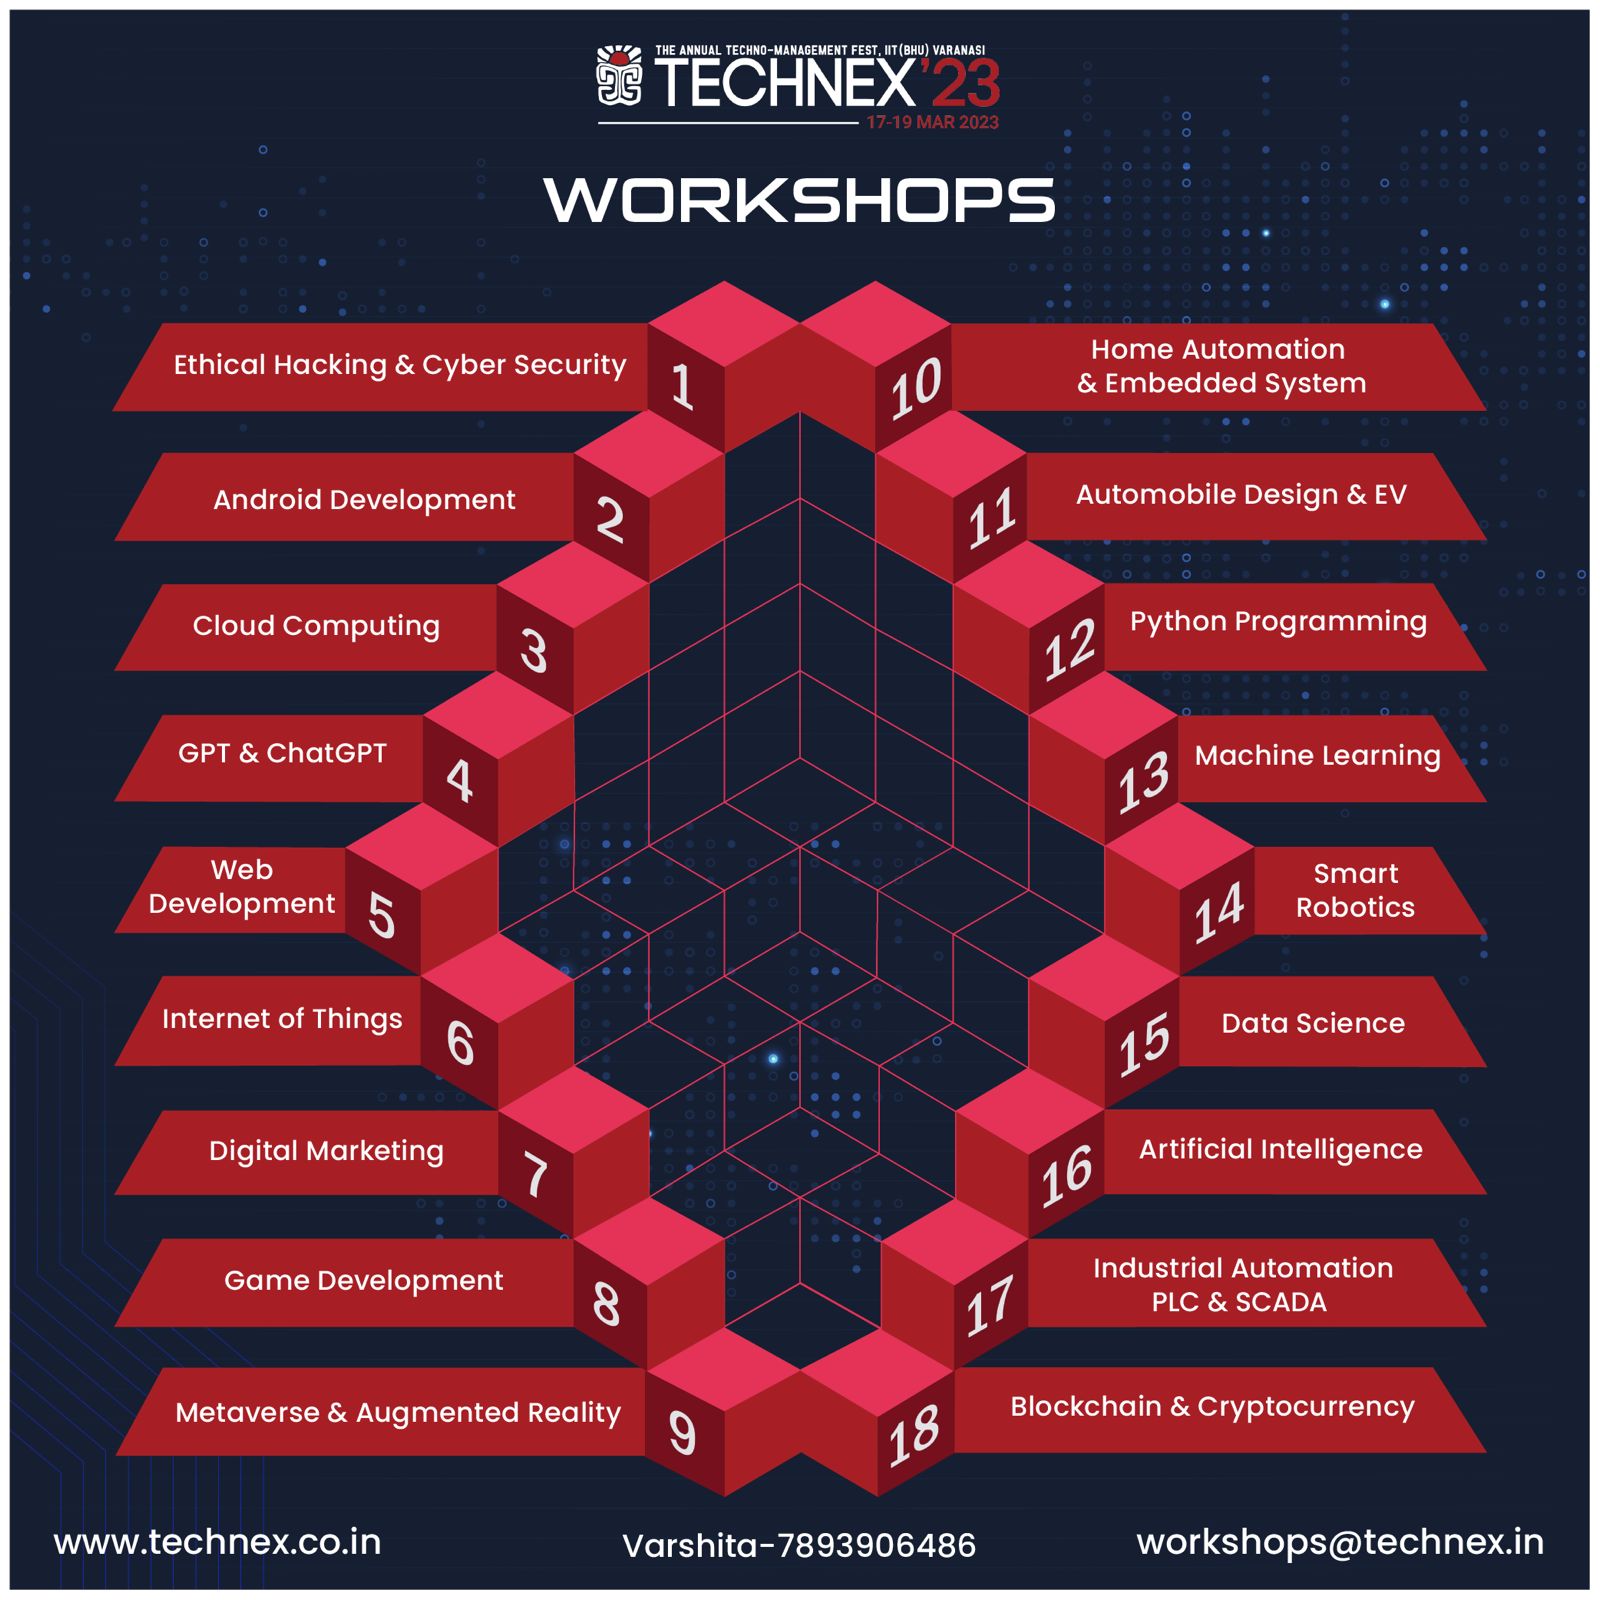 THE ANNUAL TECHNO-MANAGEMENT FEST, IIT(BHU) VARANASI
TECHNEX'23
17-19 MAR 2023
WORKSHOPS
Ethical Hacking & Cyber Security
1
Android Development
2
Cloud Computing
3
GPT & ChatGPT
4
Web
Development
5
Internet of Things
6
Digital Marketing
7
Game Development
8
Metaverse & Augmented Reality
9
10
Home Automation
& Embedded System
11
Automobile Design & EV
12
Python Programming
13
Machine Learning
14
Smart
Robotics
15
Data Science
16
Artificial Intelligence
17
Industrial Automation
PLC & SCADA
18
Blockchain & Cryptocurrency
www.technex.co.in
Varshita-7893906486
workshops@technex.in